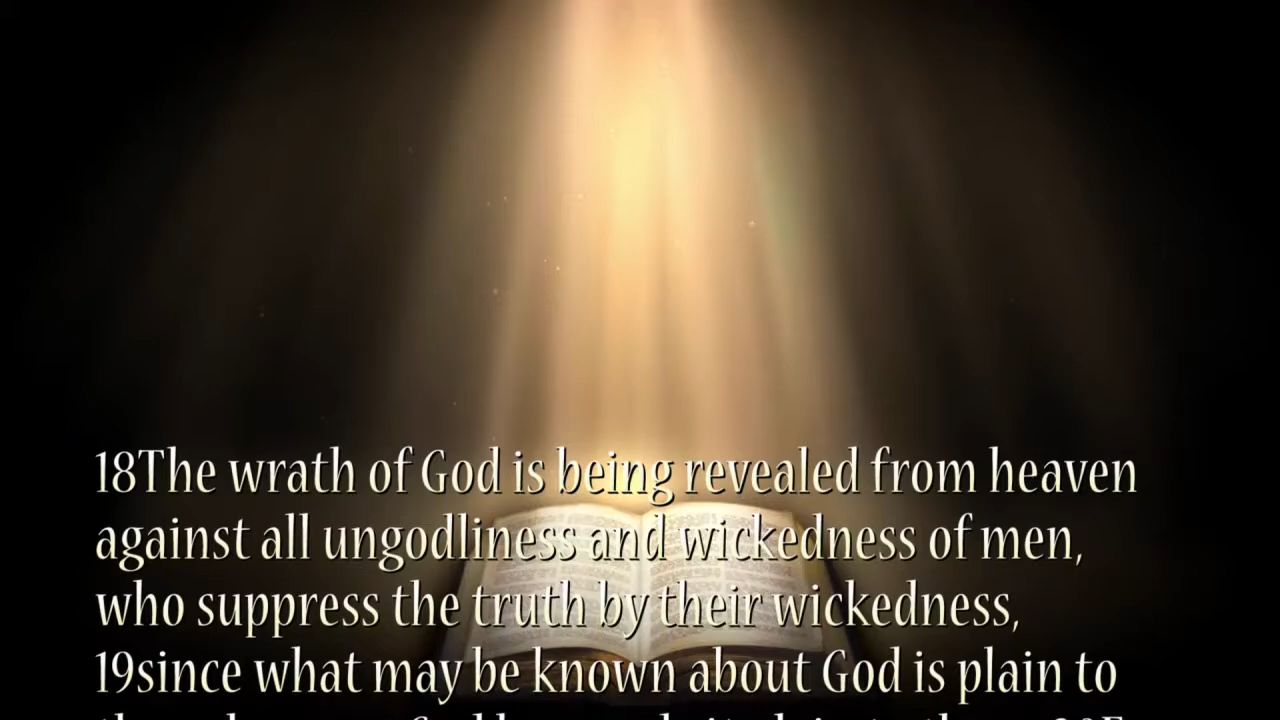 18The wrath of God is being revealed from heaven
against all ungodliness and wickedness of men,
who suppress the truth by their wickedness,
19since what may be known about God is plain to